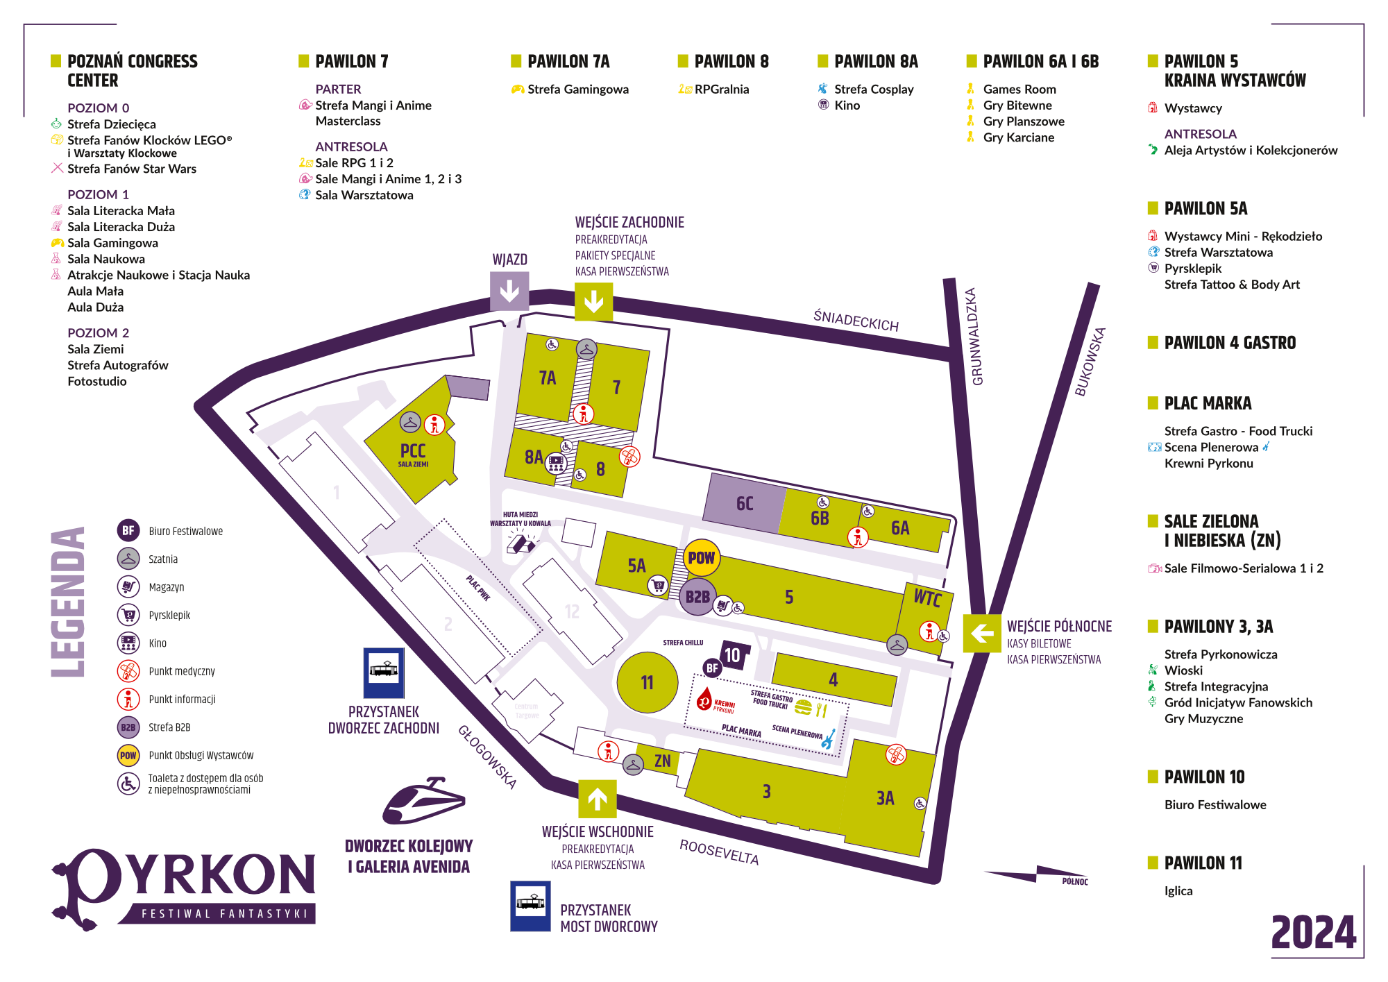 POZNAŃ CONGRESS
CENTER
POZIOM 0
Strefa Dziecięca
Strefa Fanów Klocków LEGO®
i Warsztaty Klockowe
Strefa Fanów Star Wars
POZIOM 1
Sala Literacka Mała
Sala Literacka Duża
Sala Gamingowa
Sala Naukowa
Atrakcje Naukowe i Stacja Nauka
Aula Mała
Aula Duża
POZIOM 2
Sala Ziemi
Strefa Autografów
Fotostudio
PAWILON 7
PARTER
Strefa Mangi i Anime
Masterclass
ANTRESOLA
Sale RPG 1 i 2
Sale Mangi i Anime 1, 2 i 3
Sala Warsztatowa
PAWILON 7A
Strefa Gamingowa
PAWILON 8
RPGralnia
PAWILON 8A
Strefa Cosplay
Kino
PAWILON 6A I 6B
Games Room
Gry Bitewne
Gry Planszowe
Gry Karciane
PAWILON 5
KRAINA WYSTAWCÓW
Wystawcy
ANTRESOLA
Aleja Artystów i Kolekcjonerów
PAWILON 5A
Wystawcy Mini - Rękodzieło
Strefa Warsztatowa
Pyrsklepik
Strefa Tattoo & Body Art
PAWILON 4 GASTRO
PLAC MARKA
Strefa Gastro - Food Trucki
Scena Plenerowa
Krewni Pyrkonu
SALE ZIELONA
I NIEBIESKA (ZN)
Sale Filmowo-Serialowa 1 i 2
PAWILONY 3, 3A
Strefa Pyrkonowicza
Wioski
Strefa Integracyjna
Gród Inicjatyw Fanowskich
Gry Muzyczne
PAWILON 10
Biuro Festiwalowe
PAWILON 11
Iglica
2024
WJAZD
WEJŚCIE ZACHODNIE
PREAKREDYTACJA
PAKIETY SPECJALNE
KASA PIERWSZEŃSTWA
ŚNIADECKICH
GRUNWALDZKA
BUKOWSKA
7A
7
8A
8
PCC
SALA ZIEMI
1
2
12
HUTA MIEDZI
WARSZTATY U KOWALA
PLAC PWK
6C
6B
6A
5A
POW
B2B
5
WTC
STREFA CHILLU
10
BF
11
4
KREWNI
PYRKONU
STREFA GASTRO
FOOD TRUCKI
PLAC MARKA
SCENA PLENEROWA
ZN
3
3A
WEJŚCIE PÓŁNOCNE
KASY BILETOWE
KASA PIERWSZEŃSTWA
PRZYSTANEK
DWORZEC ZACHODNI
GŁOGOWSKA
DWORZEC KOLEJOWY
I GALERIA AVENIDA
WEJŚCIE WSCHODNIE
PREAKREDYTACJA
KASA PIERWSZEŃSTWA
ROOSEVELTA
PRZYSTANEK
MOST DWORCOWY
PÓŁNOC
LEGENDA
BF Biuro Festiwalowe
Szatnia
Magazyn
Pyrsklepik
Kino
Punkt medyczny
Punkt informacji
B2B Strefa B2B
POW Punkt Obsługi Wystawców
Toaleta z dostępem dla osób
z niepełnosprawnościami
PYRKON
FESTIWAL FANTASTYKI